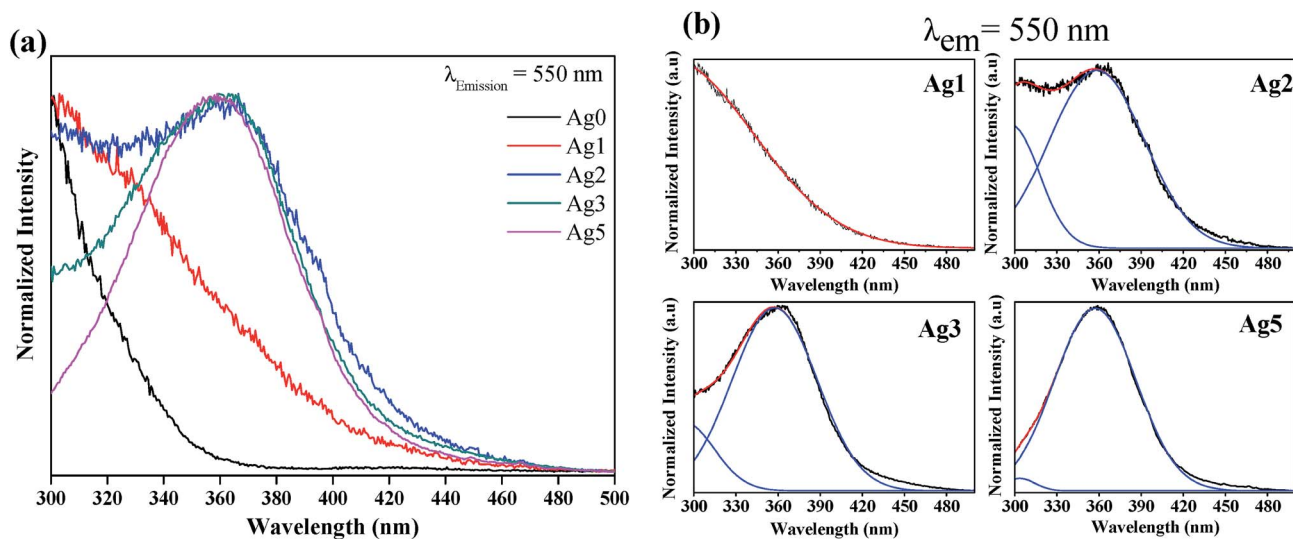 (a)
λEmission = 550 nm
Ag0
Ag1
Ag2
Ag3
Ag5
Normalized Intensity
300 320 340 360 380 400 420 440 460 480 500
Wavelength (nm)
(b)
λem= 550 nm
Ag1
Normalized Intensity (a.u)
300 330 360 390 420 450 480
Wavelength (nm)
Ag2
Normalized Intensity (a.u)
300 330 360 390 420 450 480
Wavelength (nm)
Ag3
Normalized Intensity (a.u)
300 330 360 390 420 450 480
Wavelength (nm)
Ag5
Normalized Intensity (a.u)
300 330 360 390 420 450 480
Wavelength (nm)